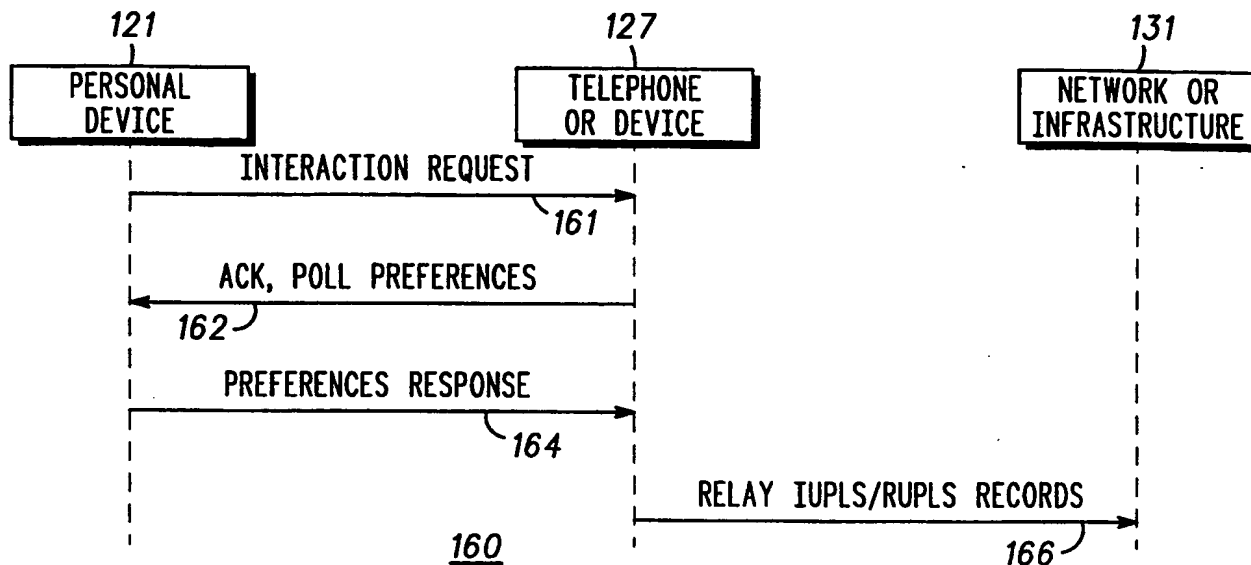 121
127
131
PERSONAL
DEVICE
TELEPHONE
OR DEVICE
NETWORK OR
INFRASTRUCTURE
INTERACTION REQUEST
161
ACK, POLL PREFERENCES
162
PREFERENCES RESPONSE
164
RELAY IUPLS/RUPLS RECORDS
166
160